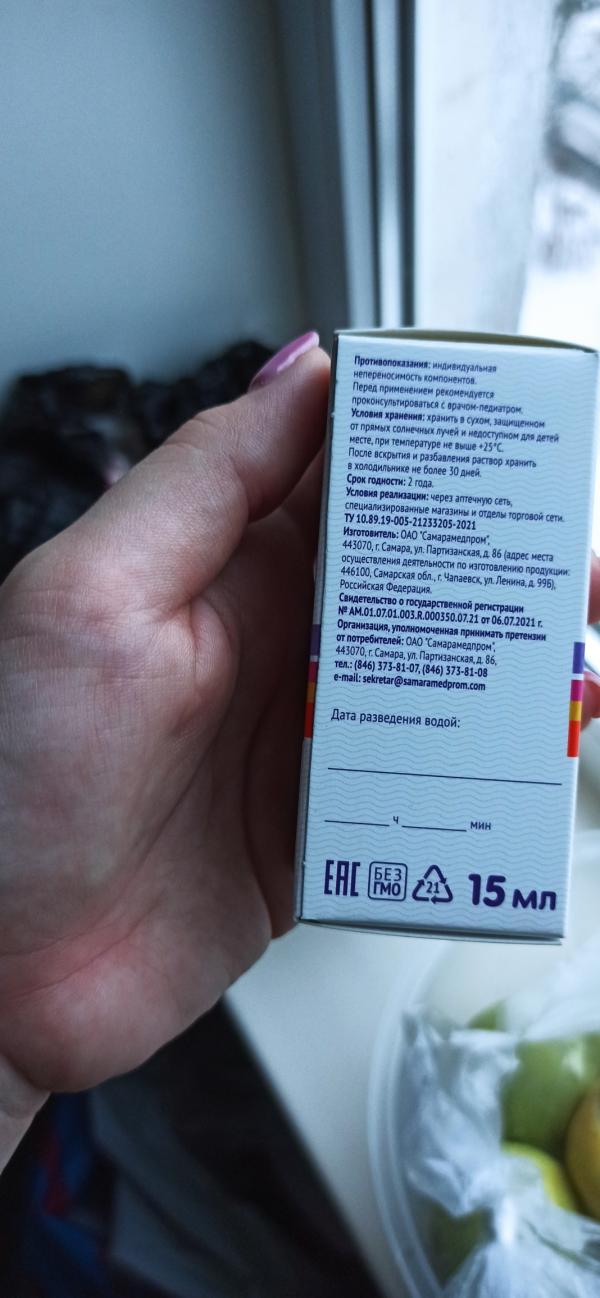 Противопоказания: индивидуальная
непереносимость компонентов.
Перед применением рекомендуется
проконсультироваться с врачом-педиатром.
Условия хранения: хранить в сухом, защищенном
от прямых солнечных лучей и недоступном для детей
месте, при температуре не выше +25°С.
После вскрытия и разбавления раствор хранить
в холодильнике не более 30 дней.
Срок годности: 2 года.
Условия реализации: через аптечную сеть,
специализированные магазины и отделы торговой сети.
ТУ 10.89.19-005-21233205-2021
Изготовитель: ОАО "Самарамедпром",
443070, г. Самара, ул. Партизанская, д. 86 (адрес места
осуществления деятельности по изготовлению продукции:
446100, Самарская обл., г. Чапаевск, ул. Ленина, д. 99Б),
Российская Федерация.
Свидетельство о государственной регистрации
№ AM.01.07.01.003.R.000350.07.21 от 06.07.2021 г.
Организация, уполномоченная принимать претензии
от потребителей: ОАО "Самарамедпром",
443070, г. Самара, ул. Партизанская, д. 86,
тел.: (846) 373-81-07, (846) 373-81-08
e-mail: sekretar@samaramedprom.com
Дата разведения водой:
ч мин
EAC БЕЗ ГМО 21 15 мл